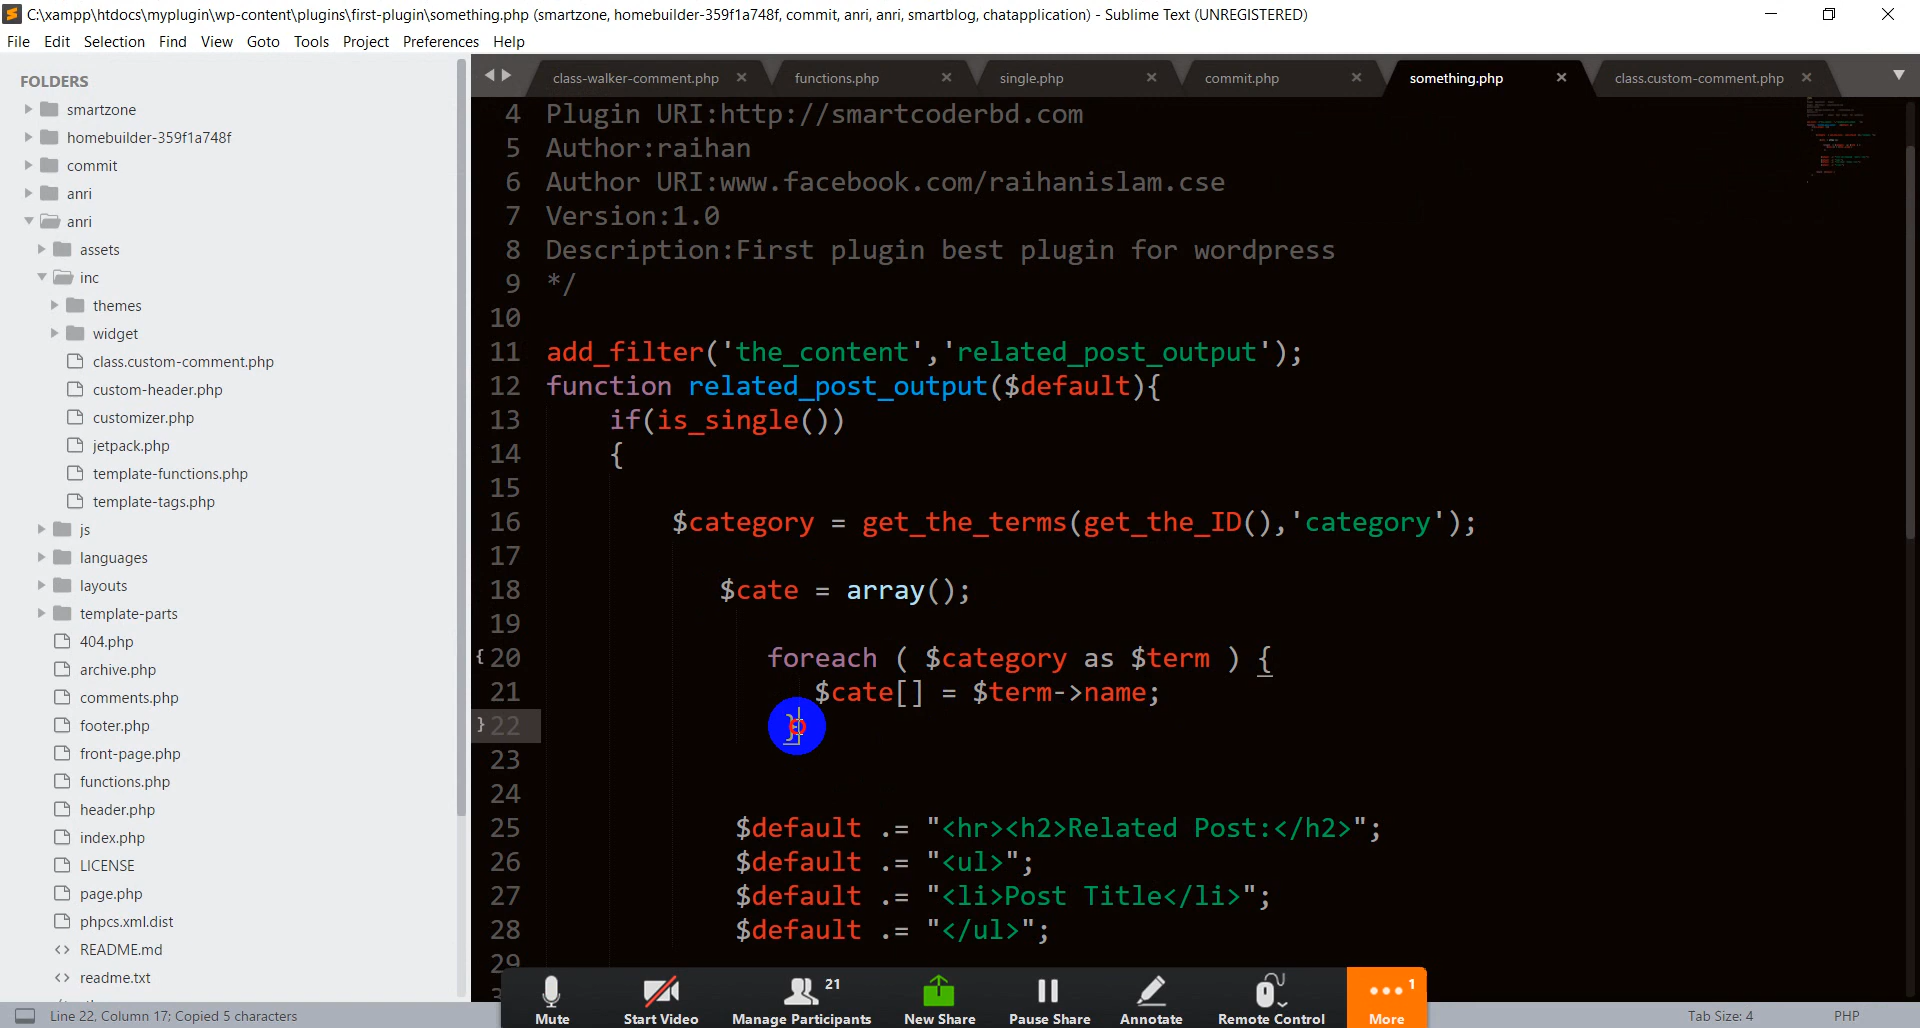 C:\xampp\htdocs\myplugin\wp-content\plugins\first-plugin\something.php (smartzone, homebuilder-359f1a748f, commit, anri, anri, smartblog, chatapplication) - Sublime Text (UNREGISTERED)
File Edit Selection Find View Goto Tools Project Preferences Help
FOLDERS
smartzone
homebuilder-359f1a748f
commit
anri
anri
assets
inc
themes
widget
class.custom-comment.php
custom-header.php
customizer.php
jetpack.php
template-functions.php
template-tags.php
js
languages
layouts
template-parts
404.php
archive.php
comments.php
footer.php
front-page.php
functions.php
header.php
index.php
LICENSE
page.php
phpcs.xml.dist
README.md
readme.txt
class-walker-comment.php functions.php single.php commit.php something.php class.custom-comment.php
4 Plugin URI:http://smartcoderbd.com
5 Author:raihan
6 Author URI:www.facebook.com/raihanislam.cse
7 Version:1.0
8 Description:First plugin best plugin for wordpress
9 */
10
11 add_filter('the_content','related_post_output');
12 function related_post_output($default){
13 if(is_single())
14 {
15
16 $category = get_the_terms(get_the_ID(),'category');
17
18 $cate = array();
19
20 foreach ( $category as $term ) {
21 $cate[] = $term->name;
22 }
23
24
25 $default .= "<hr><h2>Related Post:</h2>";
26 $default .= "<ul>";
27 $default .= "<li>Post Title</li>";
28 $default .= "</ul>";
29
Mute Start Video Manage Participants 21 New Share Pause Share Annotate Remote Control More 1
Line 22, Column 17; Copied 5 characters Tab Size: 4 PHP